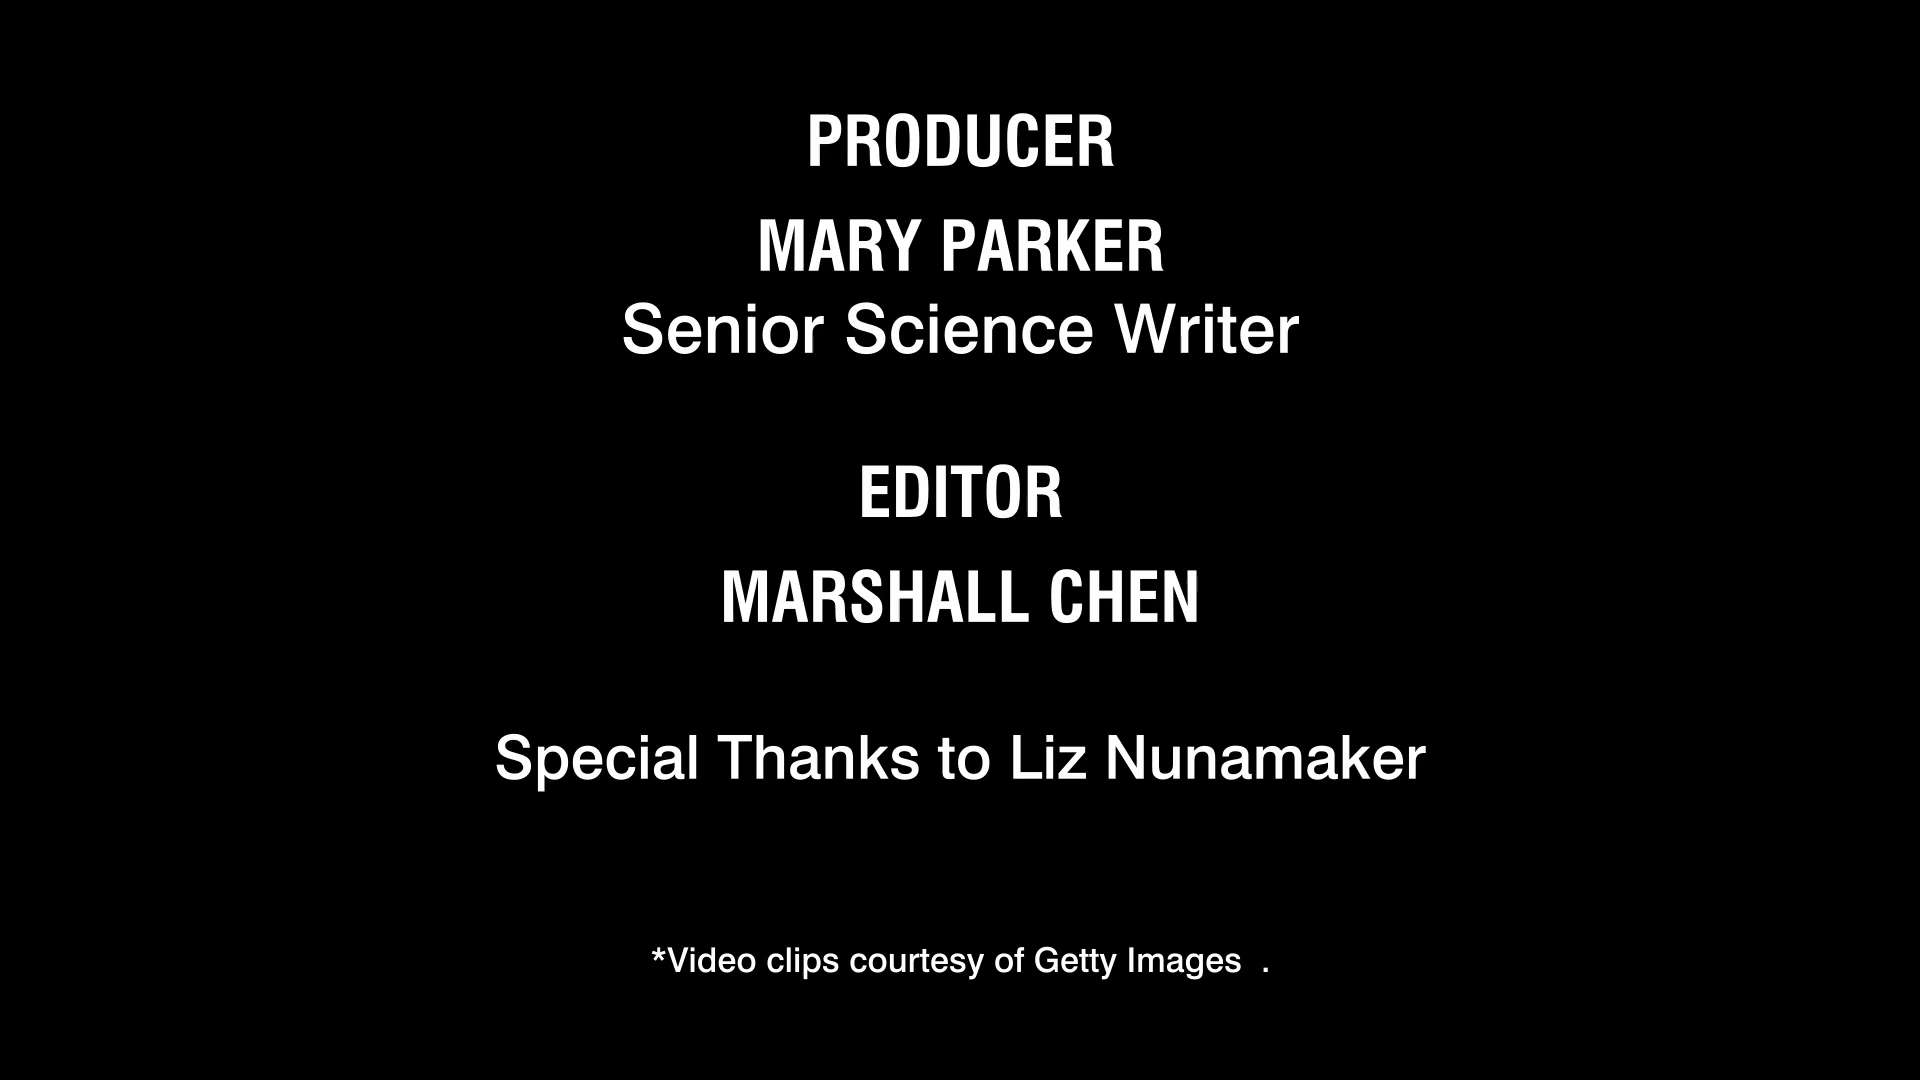 PRODUCER
MARY PARKER
Senior Science Writer
EDITOR
MARSHALL CHEN
Special Thanks to Liz Nunamaker
*Video clips courtesy of Getty Images  .